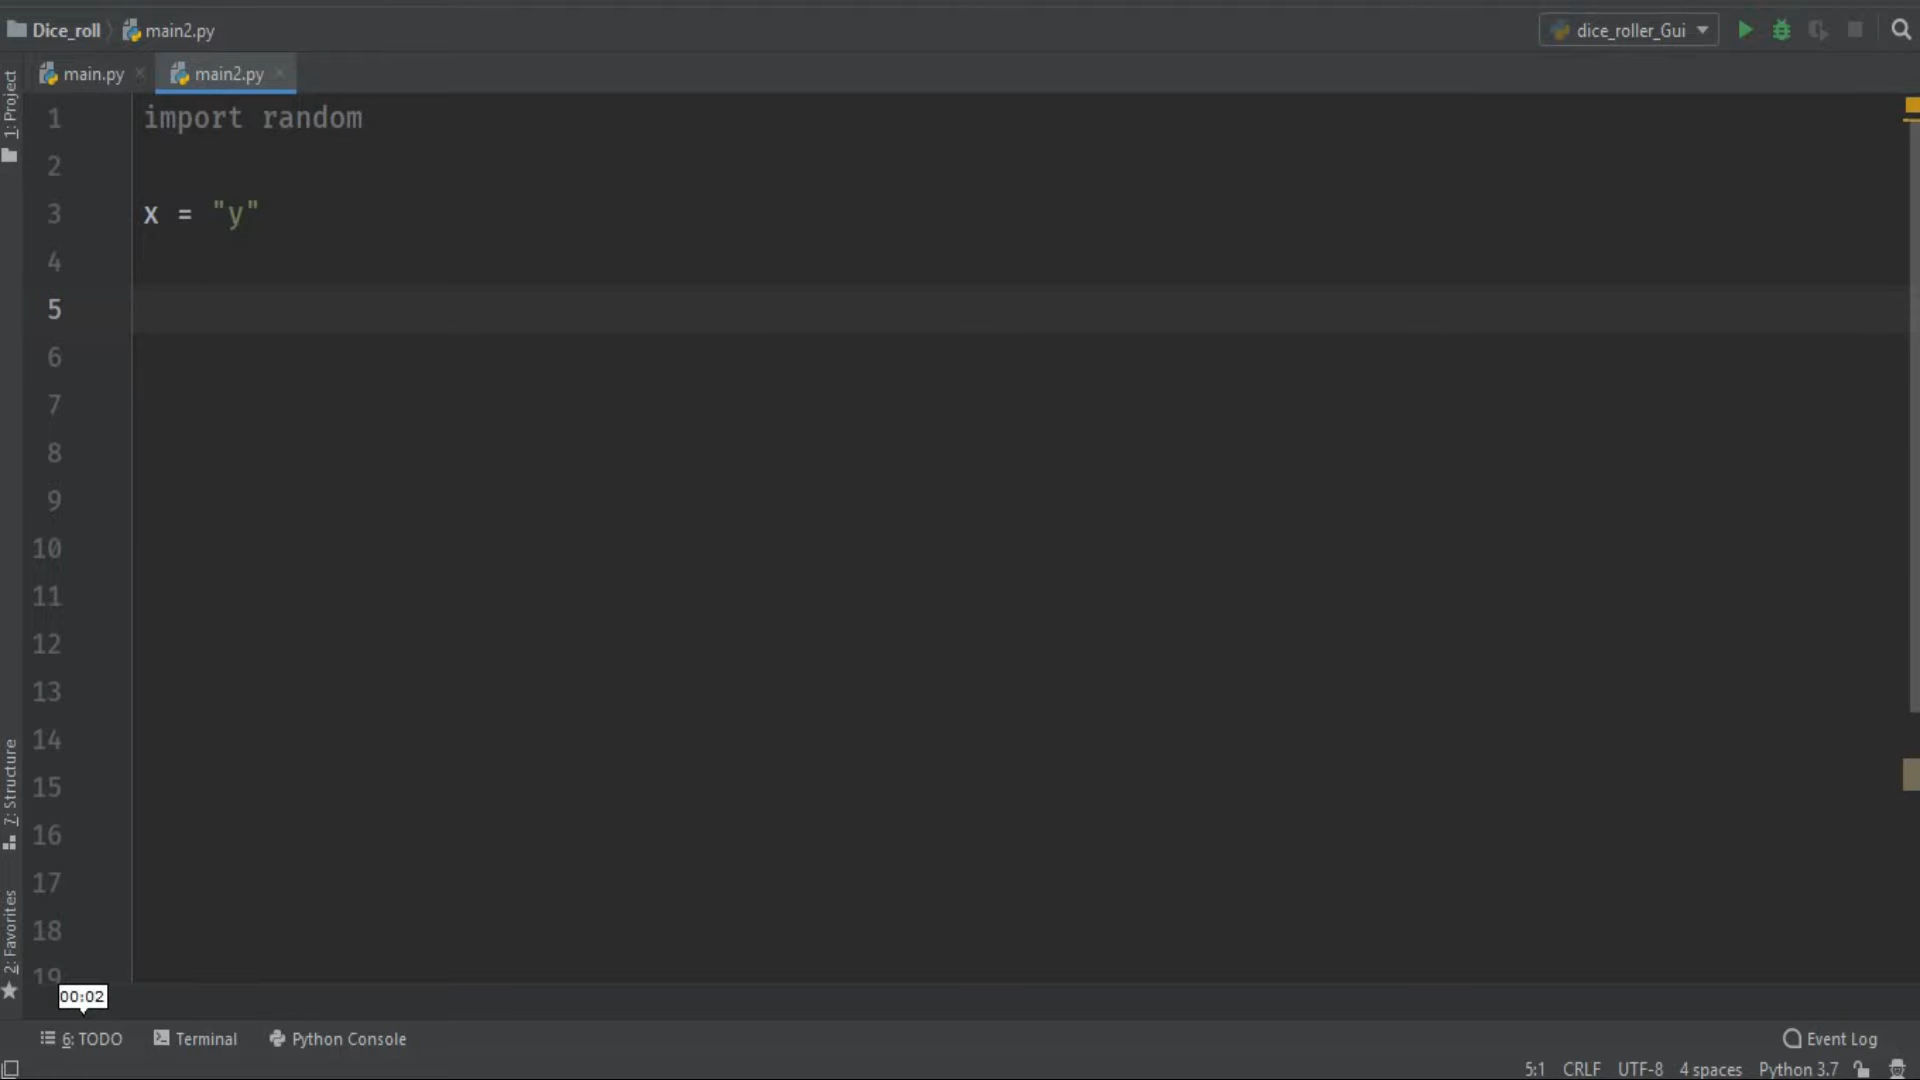 Dice_roll main2.py dice_roller_Gui
main.py main2.py
1: Project
1 import random
2
3 x = "y"
4
5
6
7
8
9
10
11
12
13
14
15
16
17
18
19
7: Structure
2: Favorites
00:02
6: TODO Terminal Python Console Event Log
5:1 CRLF UTF-8 4 spaces Python 3.7